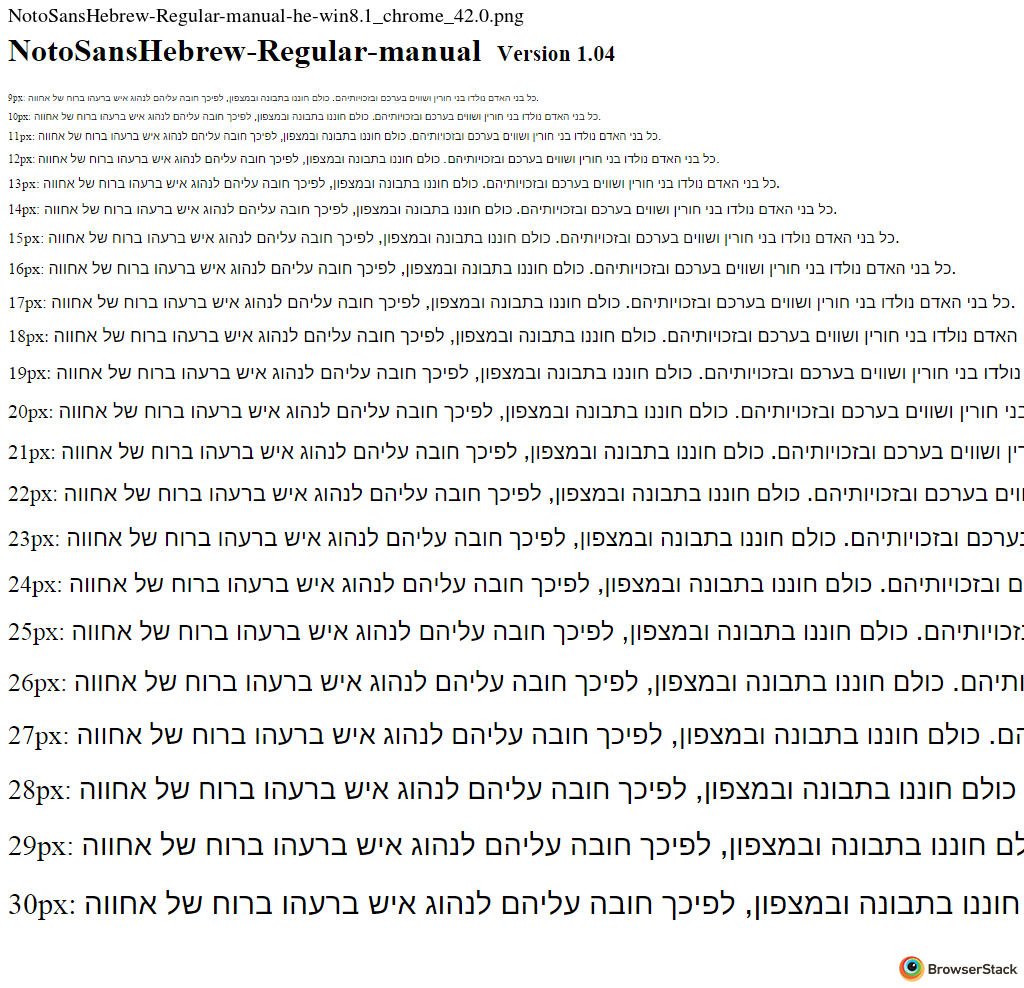 NotoSansHebrew-Regular-manual-he-win8.1_chrome_42.0.png
NotoSansHebrew-Regular-manual Version 1.04
9px: כל בני האדם נולדו בני חורין ושווים בערכם ובזכויותיהם. כולם חוננו בתבונה ובמצפון, לפיכך חובה עליהם לנהוג איש ברעהו ברוח של אחווה.
10px: כל בני האדם נולדו בני חורין ושווים בערכם ובזכויותיהם. כולם חוננו בתבונה ובמצפון, לפיכך חובה עליהם לנהוג איש ברעהו ברוח של אחווה.
11px: כל בני האדם נולדו בני חורין ושווים בערכם ובזכויותיהם. כולם חוננו בתבונה ובמצפון, לפיכך חובה עליהם לנהוג איש ברעהו ברוח של אחווה.
12px: כל בני האדם נולדו בני חורין ושווים בערכם ובזכויותיהם. כולם חוננו בתבונה ובמצפון, לפיכך חובה עליהם לנהוג איש ברעהו ברוח של אחווה.
13px: כל בני האדם נולדו בני חורין ושווים בערכם ובזכויותיהם. כולם חוננו בתבונה ובמצפון, לפיכך חובה עליהם לנהוג איש ברעהו ברוח של אחווה.
14px: כל בני האדם נולדו בני חורין ושווים בערכם ובזכויותיהם. כולם חוננו בתבונה ובמצפון, לפיכך חובה עליהם לנהוג איש ברעהו ברוח של אחווה.
15px: כל בני האדם נולדו בני חורין ושווים בערכם ובזכויותיהם. כולם חוננו בתבונה ובמצפון, לפיכך חובה עליהם לנהוג איש ברעהו ברוח של אחווה.
16px: כל בני האדם נולדו בני חורין ושווים בערכם ובזכויותיהם. כולם חוננו בתבונה ובמצפון, לפיכך חובה עליהם לנהוג איש ברעהו ברוח של אחווה.
17px: כל בני האדם נולדו בני חורין ושווים בערכם ובזכויותיהם. כולם חוננו בתבונה ובמצפון, לפיכך חובה עליהם לנהוג איש ברעהו ברוח של אחווה.
18px: האדם נולדו בני חורין ושווים בערכם ובזכויותיהם. כולם חוננו בתבונה ובמצפון, לפיכך חובה עליהם לנהוג איש ברעהו ברוח של אחווה
19px: נולדו בני חורין ושווים בערכם ובזכויותיהם. כולם חוננו בתבונה ובמצפון, לפיכך חובה עליהם לנהוג איש ברעהו ברוח של אחווה
20px: חורין ושווים בערכם ובזכויותיהם. כולם חוננו בתבונה ובמצפון, לפיכך חובה עליהם לנהוג איש ברעהו ברוח של אחווה
21px: ושווים בערכם ובזכויותיהם. כולם חוננו בתבונה ובמצפון, לפיכך חובה עליהם לנהוג איש ברעהו ברוח של אחווה
22px: בערכם ובזכויותיהם. כולם חוננו בתבונה ובמצפון, לפיכך חובה עליהם לנהוג איש ברעהו ברוח של אחווה
23px: ובזכויותיהם. כולם חוננו בתבונה ובמצפון, לפיכך חובה עליהם לנהוג איש ברעהו ברוח של אחווה
24px: ובזכויותיהם. כולם חוננו בתבונה ובמצפון, לפיכך חובה עליהם לנהוג איש ברעהו ברוח של אחווה
25px: כולם חוננו בתבונה ובמצפון, לפיכך חובה עליהם לנהוג איש ברעהו ברוח של אחווה
26px: כולם חוננו בתבונה ובמצפון, לפיכך חובה עליהם לנהוג איש ברעהו ברוח של אחווה
27px: כולם חוננו בתבונה ובמצפון, לפיכך חובה עליהם לנהוג איש ברעהו ברוח של אחווה
28px: כולם חוננו בתבונה ובמצפון, לפיכך חובה עליהם לנהוג איש ברעהו ברוח של אחווה
29px: חוננו בתבונה ובמצפון, לפיכך חובה עליהם לנהוג איש ברעהו ברוח של אחווה
30px: חוננו בתבונה ובמצפון, לפיכך חובה עליהם לנהוג איש ברעהו ברוח של אחווה
BrowserStack